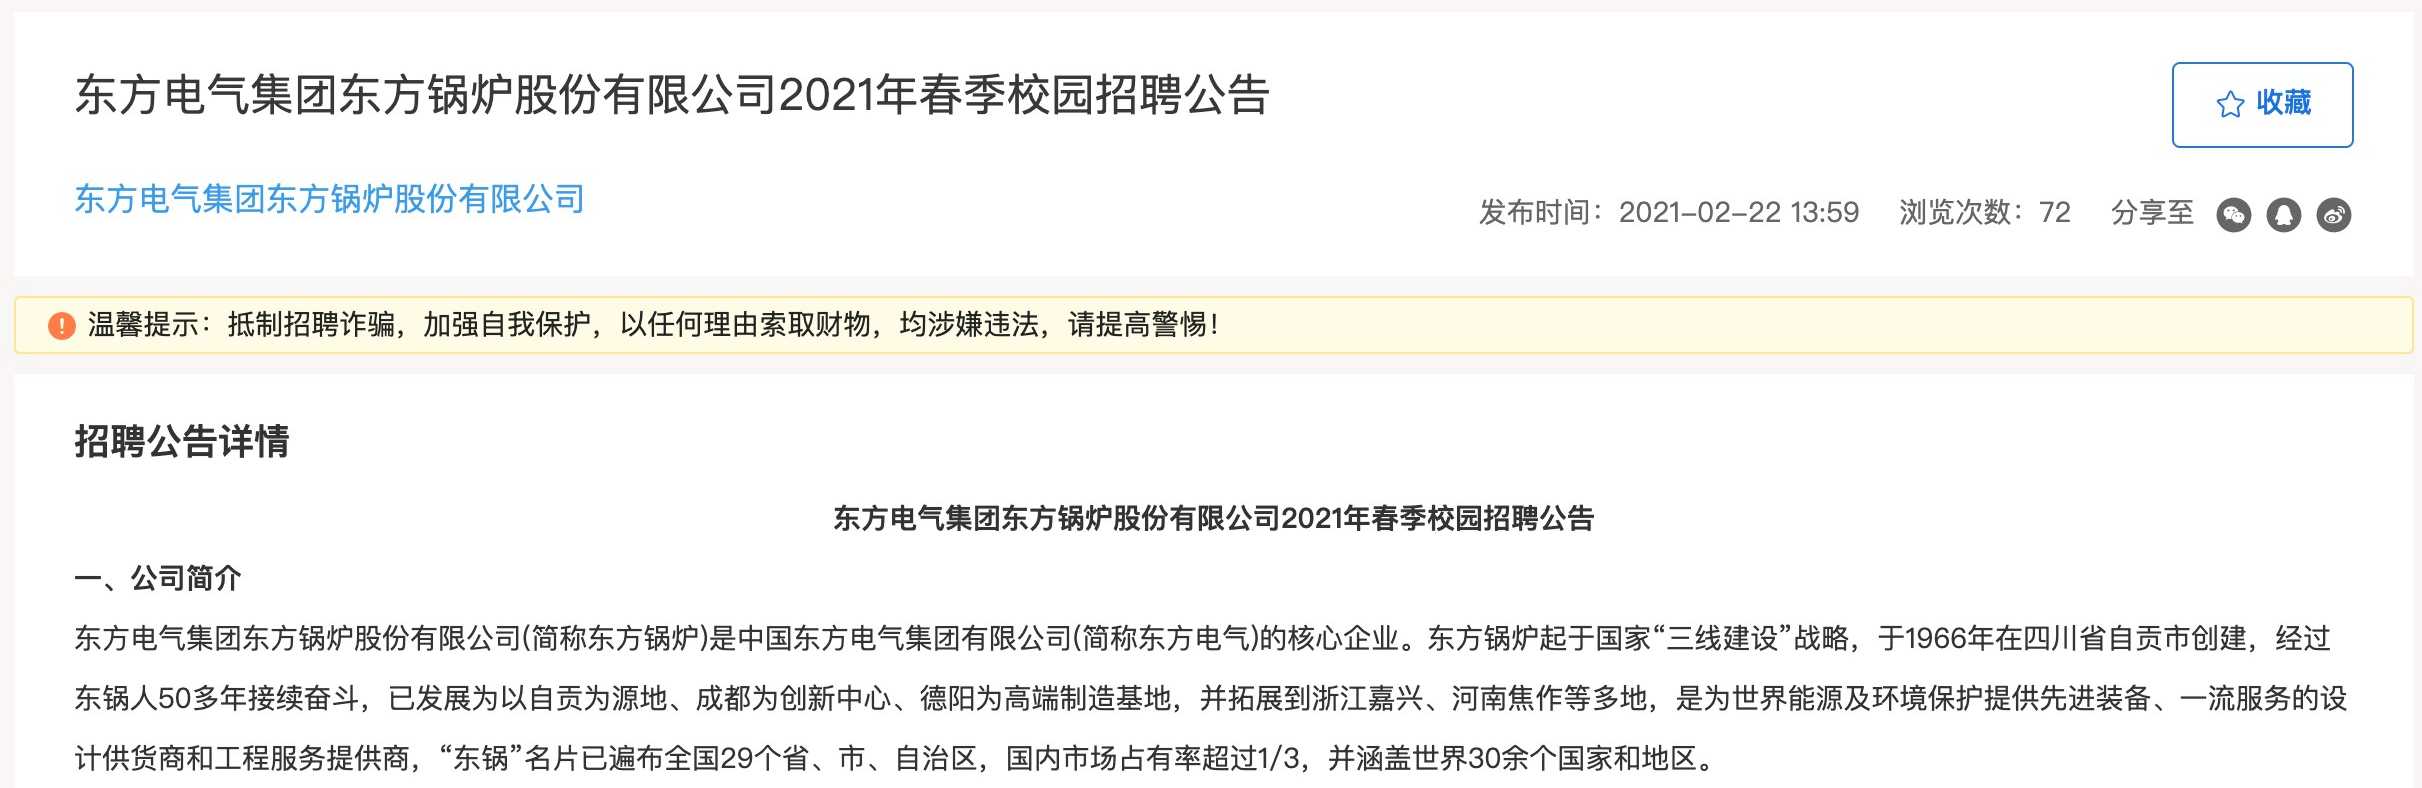 东方电气集团东方锅炉股份有限公司2021年春季校园招聘公告
收藏
东方电气集团东方锅炉股份有限公司
发布时间：2021-02-22 13:59 浏览次数：72 分享至
温馨提示：抵制招聘诈骗，加强自我保护，以任何理由索取财物，均涉嫌违法，请提高警惕！
招聘公告详情
东方电气集团东方锅炉股份有限公司2021年春季校园招聘公告
一、公司简介
东方电气集团东方锅炉股份有限公司(简称东方锅炉)是中国东方电气集团有限公司(简称东方电气)的核心企业。东方锅炉起于国家“三线建设”战略，于1966年在四川省自贡市创建，经过
东锅人50多年接续奋斗，已发展为以自贡为源地、成都为创新中心、德阳为高端制造基地，并拓展到浙江嘉兴、河南焦作等多地，是为世界能源及环境保护提供先进装备、一流服务的设
计供货商和工程服务提供商，“东锅”名片已遍布全国29个省、市、自治区，国内市场占有率超过1/3，并涵盖世界30余个国家和地区。